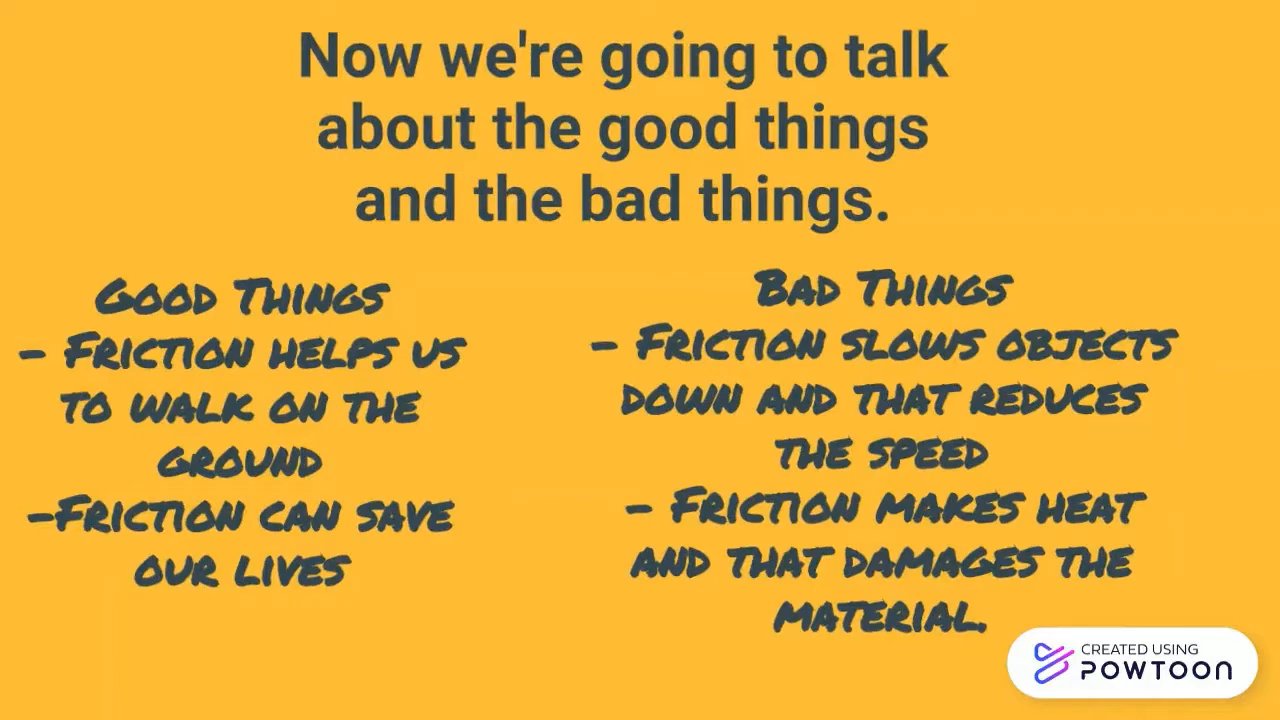 Now we're going to talk
about the good things
and the bad things.
Good Things
- Friction helps us
to walk on the
ground
-Friction can save
our lives
Bad Things
- Friction slows objects
down and that reduces
the speed
- Friction makes heat
and that damages the
material.
CREATED USING
POWTOON